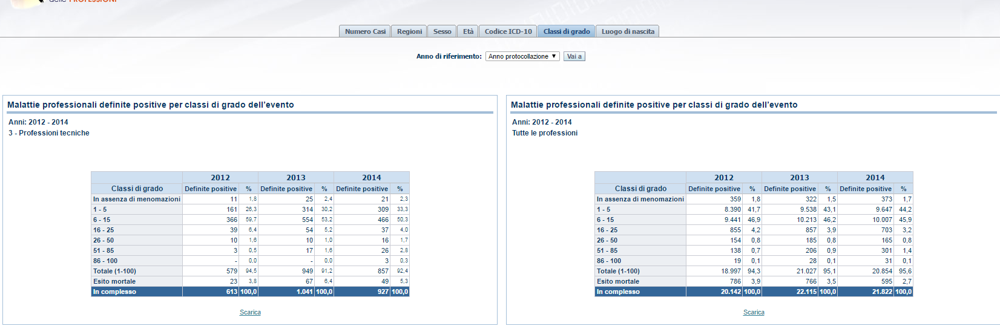 delle PROFESSIONI
Numero Casi Regioni Sesso Età Codice ICD-10 Classi di grado Luogo di nascita
Anno di riferimento: Anno protocollazione ▼ Vai a
Malattie professionali definite positive per classi di grado dell'evento
Anni: 2012 - 2014
3 - Professioni tecniche
2012 2013 2014
Classi di grado Definite positive % Definite positive % Definite positive %
In assenza di menomazioni 11 1,8 25 2,4 21 2,3
1 - 5 161 26,3 314 30,2 309 33,3
6 - 15 366 59,7 554 53,2 466 50,3
16 - 25 39 6,4 54 5,2 37 4,0
26 - 50 10 1,6 10 1,0 16 1,7
51 - 85 3 0,5 17 1,6 26 2,8
86 - 100 - 0,0 - 0,0 3 0,3
Totale (1-100) 579 94,5 949 91,2 857 92,4
Esito mortale 23 3,8 67 6,4 49 5,3
In complesso 613 100,0 1.041 100,0 927 100,0
Scarica
Malattie professionali definite positive per classi di grado dell'evento
Anni: 2012 - 2014
Tutte le professioni
2012 2013 2014
Classi di grado Definite positive % Definite positive % Definite positive %
In assenza di menomazioni 359 1,8 322 1,5 373 1,7
1 - 5 8.390 41,7 9.538 43,1 9.647 44,2
6 - 15 9.441 46,9 10.213 46,2 10.007 45,9
16 - 25 855 4,2 857 3,9 703 3,2
26 - 50 154 0,8 185 0,8 165 0,8
51 - 85 138 0,7 206 0,9 301 1,4
86 - 100 19 0,1 28 0,1 31 0,1
Totale (1-100) 18.997 94,3 21.027 95,1 20.854 95,6
Esito mortale 786 3,9 766 3,5 595 2,7
In complesso 20.142 100,0 22.115 100,0 21.822 100,0
Scarica